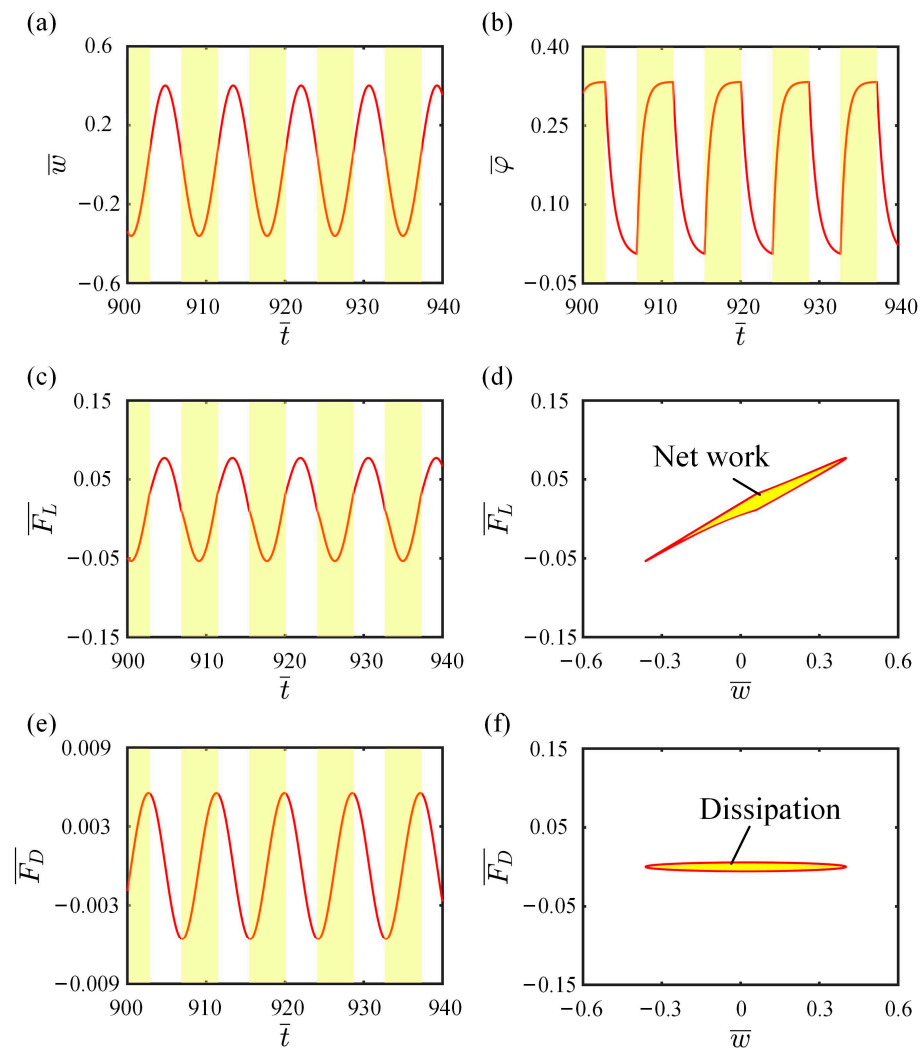 (a)
w̅
0.6
0.2
−0.2
−0.6
900 910 920 930 940
t̅
(b)
φ̅
0.40
0.25
0.10
−0.05
900 910 920 930 940
t̅
(c)
F_L̅
0.15
0.05
−0.05
−0.15
900 910 920 930 940
t̅
(d)
F_L̅
0.15
0.05
−0.05
−0.15
Net work
−0.6 −0.3 0 0.3 0.6
w̅
(e)
F_D̅
0.009
0.003
−0.003
−0.009
900 910 920 930 940
t̅
(f)
F_D̅
0.15
0.05
−0.05
−0.15
Dissipation
−0.6 −0.3 0 0.3 0.6
w̅